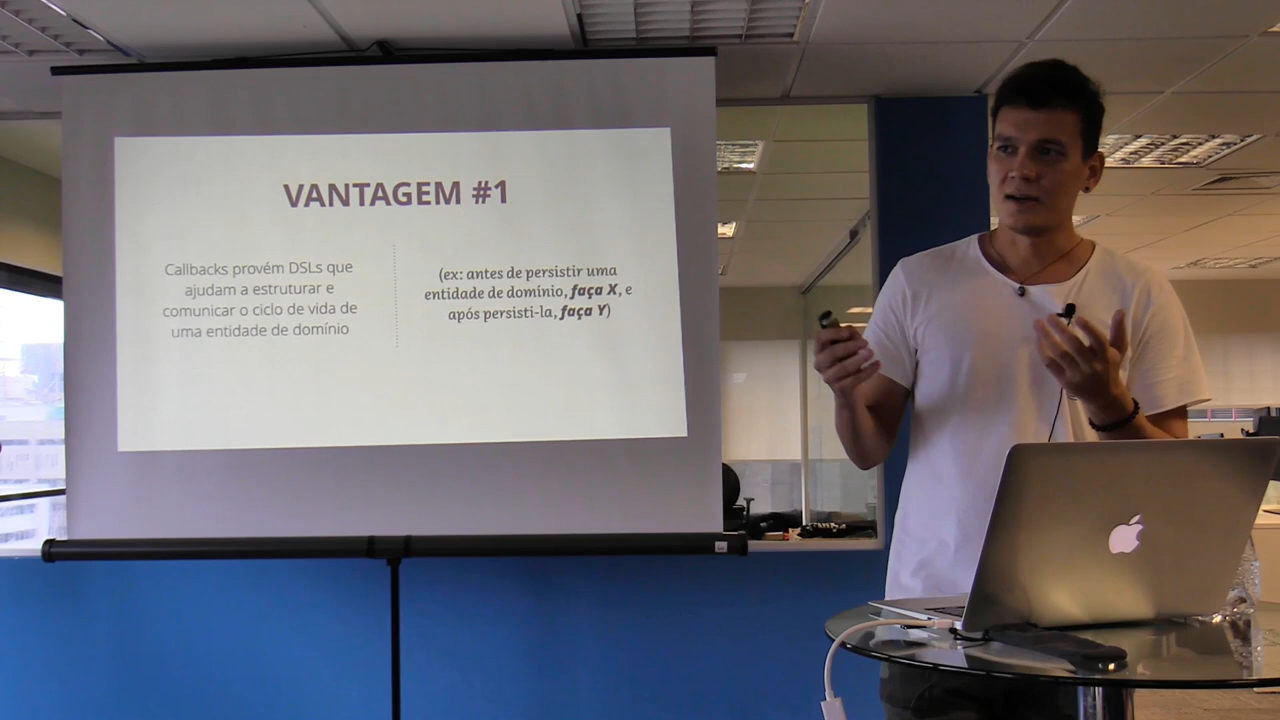 VANTAGEM #1
Callbacks provém DSLs que
ajudam a estruturar e
comunicar o ciclo de vida de
uma entidade de domínio
(ex: antes de persistir uma
entidade de domínio, faça X, e
após persisti-la, faça Y)